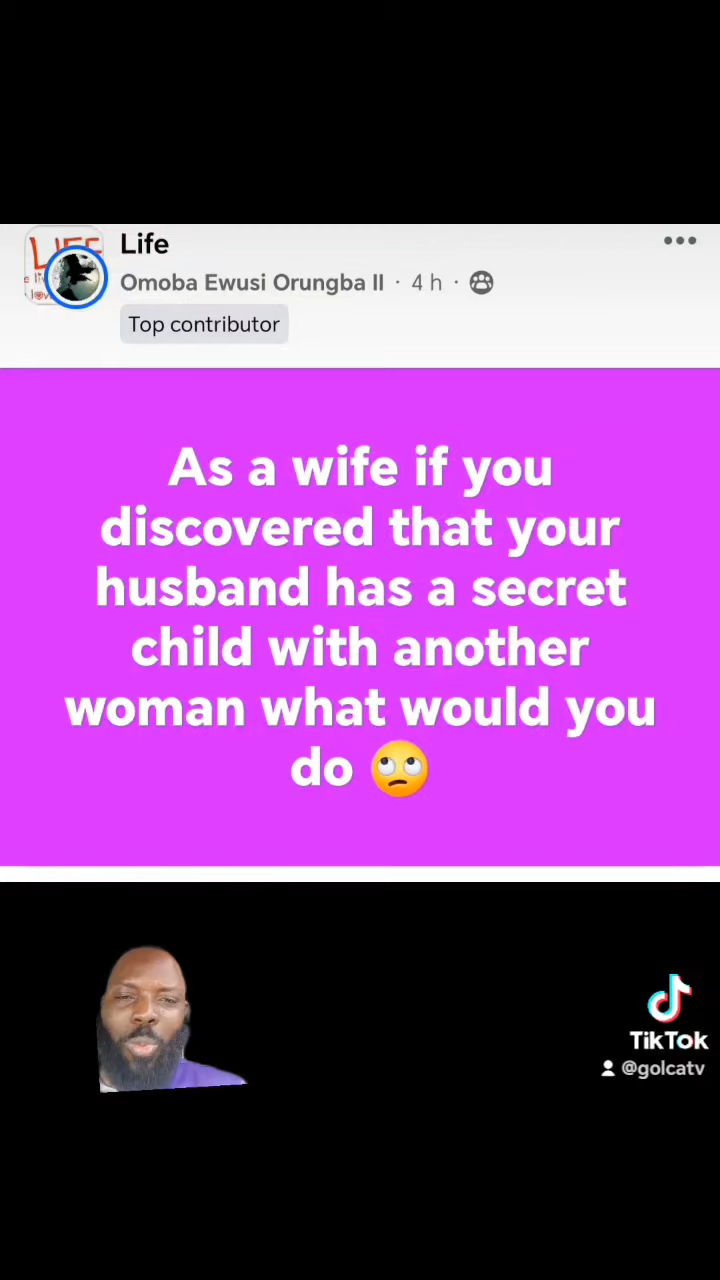 Life
Omoba Ewusi Orungba II · 4 h ·
Top contributor
As a wife if you
discovered that your
husband has a secret
child with another
woman what would you
do 🙄
TikTok
@golcatv